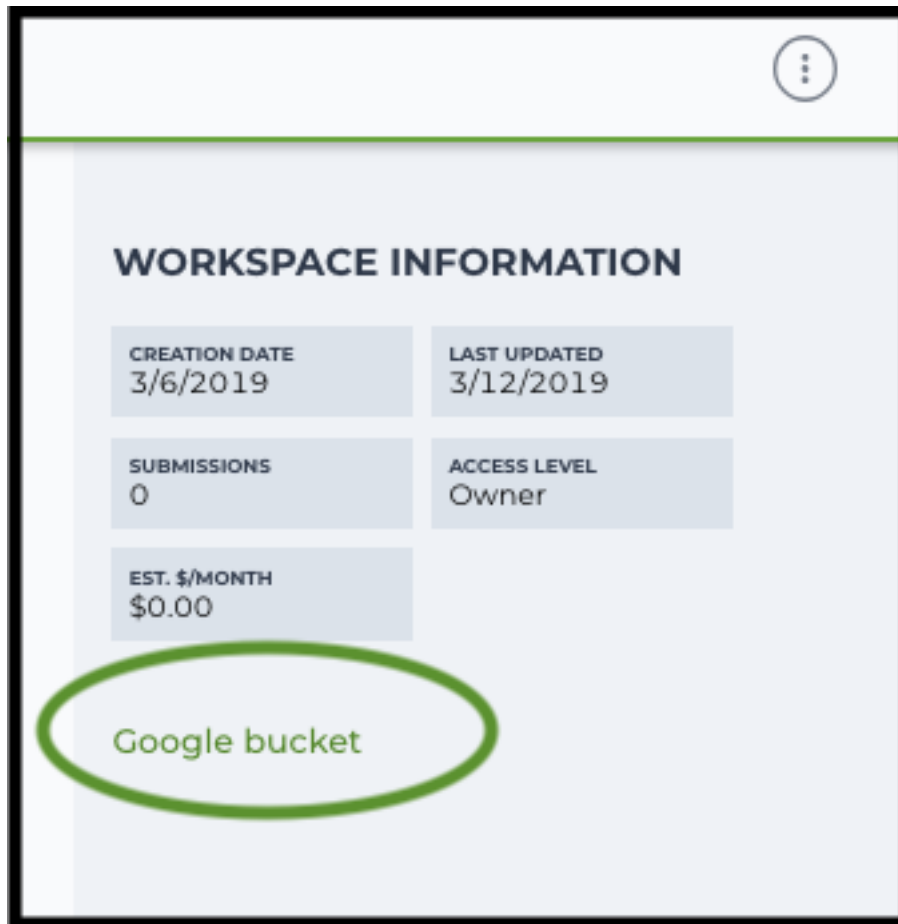 WORKSPACE INFORMATION
CREATION DATE
3/6/2019
LAST UPDATED
3/12/2019
SUBMISSIONS
0
ACCESS LEVEL
Owner
EST. $/MONTH
$0.00
Google bucket